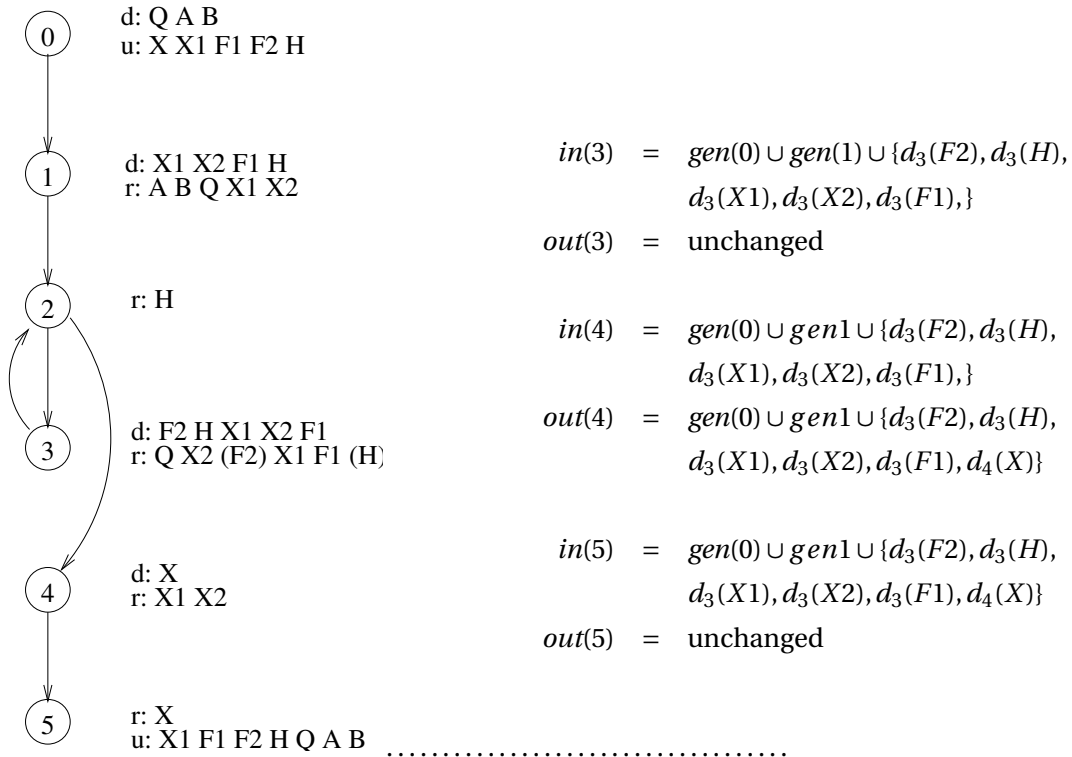 0
d: Q A B
u: X X1 F1 F2 H
1
d: X1 X2 F1 H
r: A B Q X1 X2
2
r: H
3
d: F2 H X1 X2 F1
r: Q X2 (F2) X1 F1 (H)
4
d: X
r: X1 X2
5
r: X
u: X1 F1 F2 H Q A B ....................................
in(3) = gen(0) ∪ gen(1) ∪ {d₃(F2), d₃(H),
d₃(X1), d₃(X2), d₃(F1),}
out(3) = unchanged
in(4) = gen(0) ∪ gen1 ∪ {d₃(F2), d₃(H),
d₃(X1), d₃(X2), d₃(F1),}
out(4) = gen(0) ∪ gen1 ∪ {d₃(F2), d₃(H),
d₃(X1), d₃(X2), d₃(F1), d₄(X)}
in(5) = gen(0) ∪ gen1 ∪ {d₃(F2), d₃(H),
d₃(X1), d₃(X2), d₃(F1), d₄(X)}
out(5) = unchanged